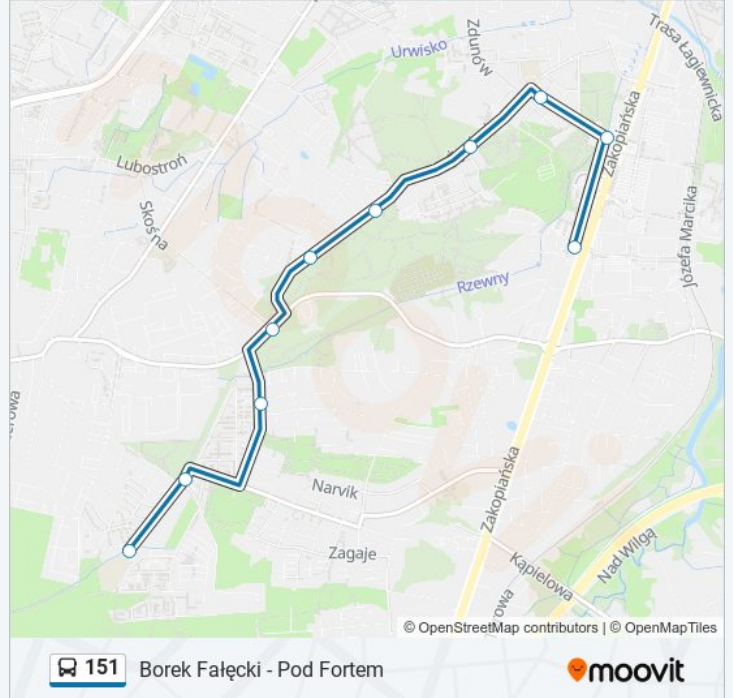 Trasa Łagiewnicka
Zdunów
Urwisko
Zakopiańska
Lubostroń
Skośna
Józefa Marcika
Rzewny
Zakopiańska
Narvik
Zagaje
Nad Wilgą
Kąpielowa
© OpenStreetMap contributors | © OpenMapTiles
151 Borek Fałęcki - Pod Fortem
moovit